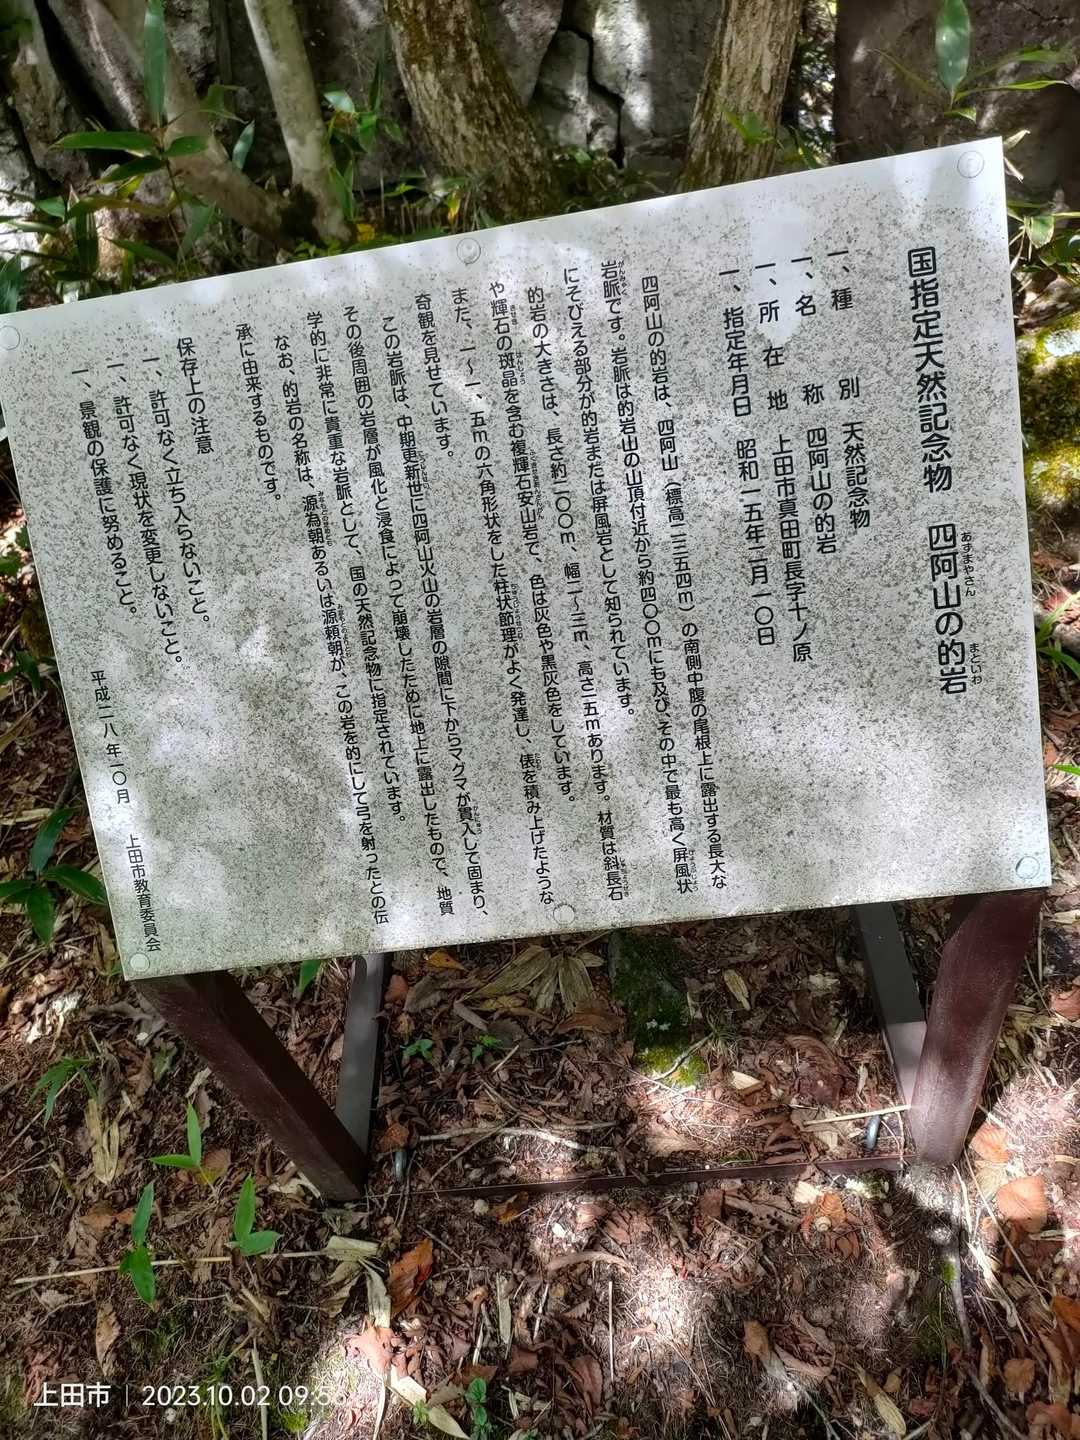 国指定天然記念物　四阿山の的岩
あずまやさん　まといわ
一、種　　別　天然記念物
一、名　　称　四阿山の的岩
一、所 在 地　上田市真田町長字十ノ原
一、指定年月日　昭和一五年二月一〇日
四阿山の的岩は、四阿山（標高二三五四m）の南側中腹の尾根上に露出する長大な
岩脈です。岩脈は的岩山の山頂付近から約四〇〇mにも及び、その中で最も高く屏風状
にそびえる部分が的岩または屏風岩として知られています。
的岩の大きさは、長さ約二〇〇m、幅二～三m、高さ二五mあります。材質は斜長石
や輝石の斑晶を含む複輝石安山岩で、色は灰色や黒灰色をしています。
また、一～一、五mの六角形状をした柱状節理がよく発達し、俵を積み上げたような
奇観を見せています。
この岩脈は、中期更新世に四阿山火山の岩層の隙間に下からマグマが貫入して固まり、
その後周囲の岩層が風化と浸食によって崩壊したために地上に露出したもので、地質
学的に非常に貴重な岩脈として、国の天然記念物に指定されています。
なお、的岩の名称は、源為朝あるいは源頼朝が、この岩を的にして弓を射ったとの伝
承に由来するものです。
保存上の注意
一、許可なく立ち入らないこと。
一、許可なく現状を変更しないこと。
一、景観の保護に努めること。
平成二八年一〇月　上田市教育委員会
上田市｜2023.10.02 09:5